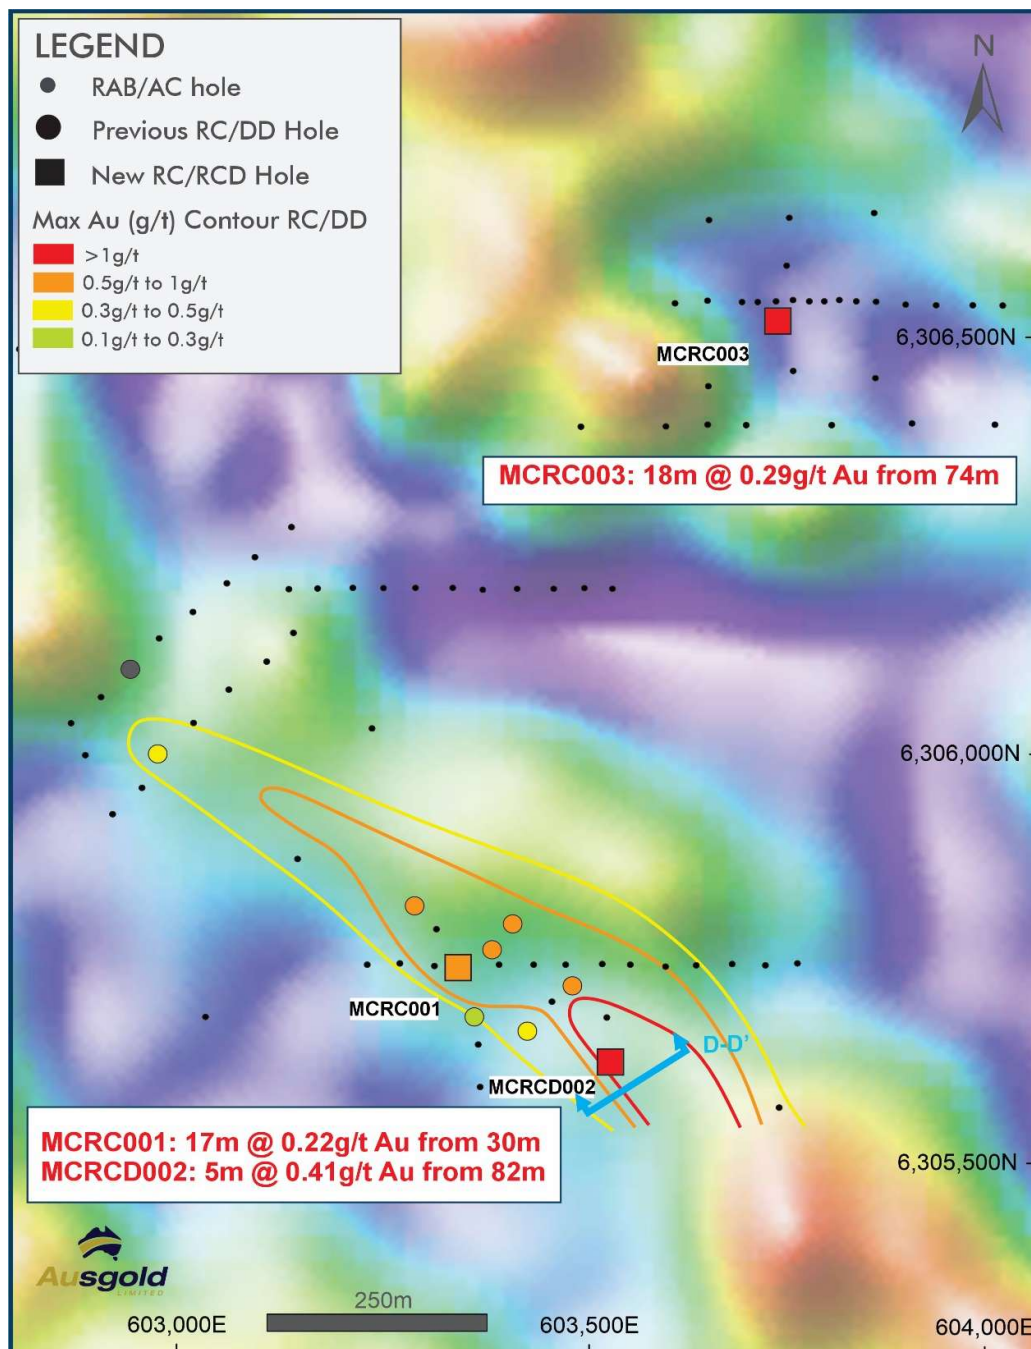 LEGEND
RAB/AC hole
Previous RC/DD Hole
New RC/RCD Hole
Max Au (g/t) Contour RC/DD
>1g/t
0.5g/t to 1g/t
0.3g/t to 0.5g/t
0.1g/t to 0.3g/t
N
6,306,500N
MCRC003
MCRC003: 18m @ 0.29g/t Au from 74m
6,306,000N
MCRC001
D-D'
MCRCD002
MCRC001: 17m @ 0.22g/t Au from 30m
MCRCD002: 5m @ 0.41g/t Au from 82m
6,305,500N
Ausgold
LIMITED
250m
603,000E
603,500E
604,000E